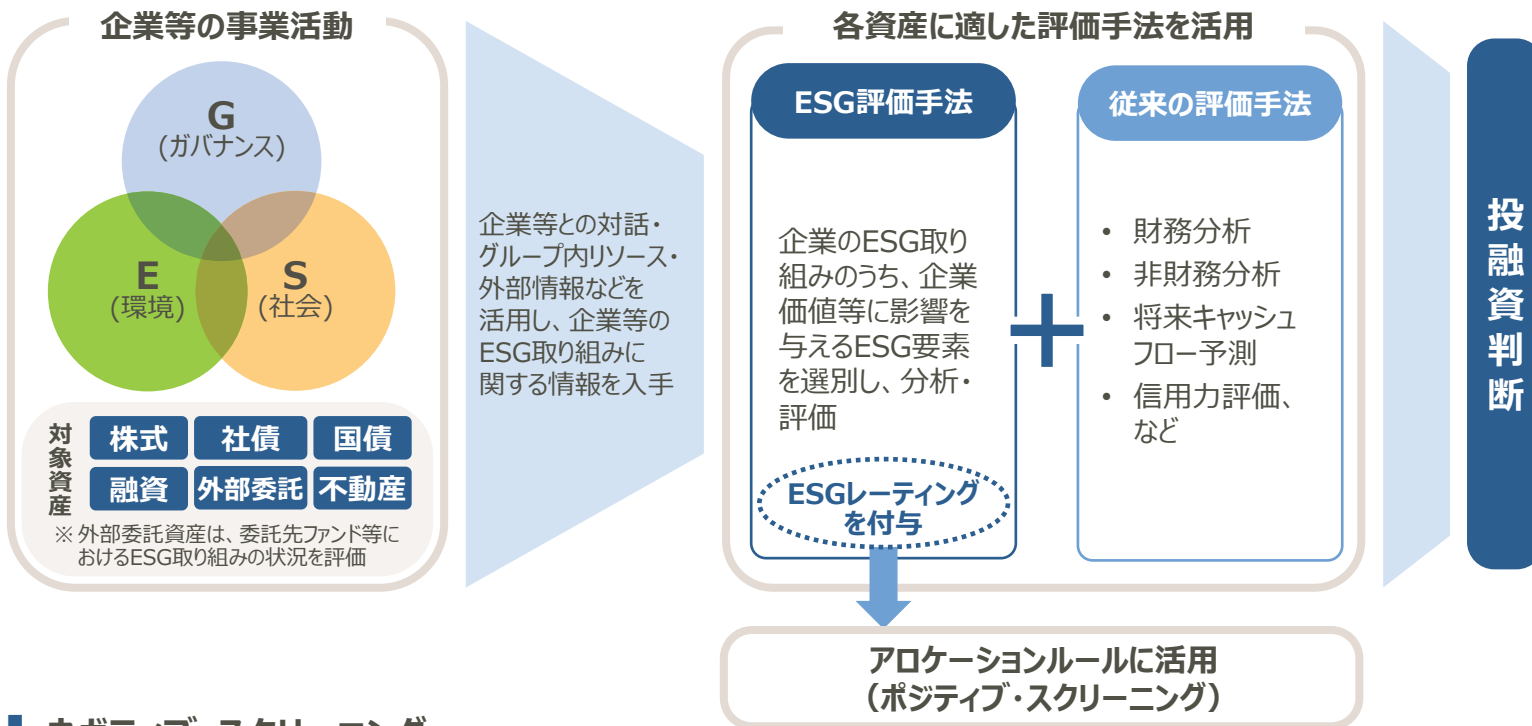 企業等の事業活動
G
(ガバナンス)
E
(環境)
S
(社会)
対象資産
株式
社債
国債
融資
外部委託
不動産
※ 外部委託資産は、委託先ファンド等に
おけるESG取り組みの状況を評価
企業等との対話・
グループ内リソース・
外部情報などを
活用し、企業等の
ESG取り組みに
関する情報を入手
各資産に適した評価手法を活用
ESG評価手法
企業のESG取り
組みのうち、企業
価値等に影響を
与えるESG要素
を選別し、分析・
評価
ESGレーティング
を付与
+
従来の評価手法
• 財務分析
• 非財務分析
• 将来キャッシュ
フロー予測
• 信用力評価、
など
投融資判断
アロケーションルールに活用
（ポジティブ・スクリーニング）
ネガティブ・スクリーニング